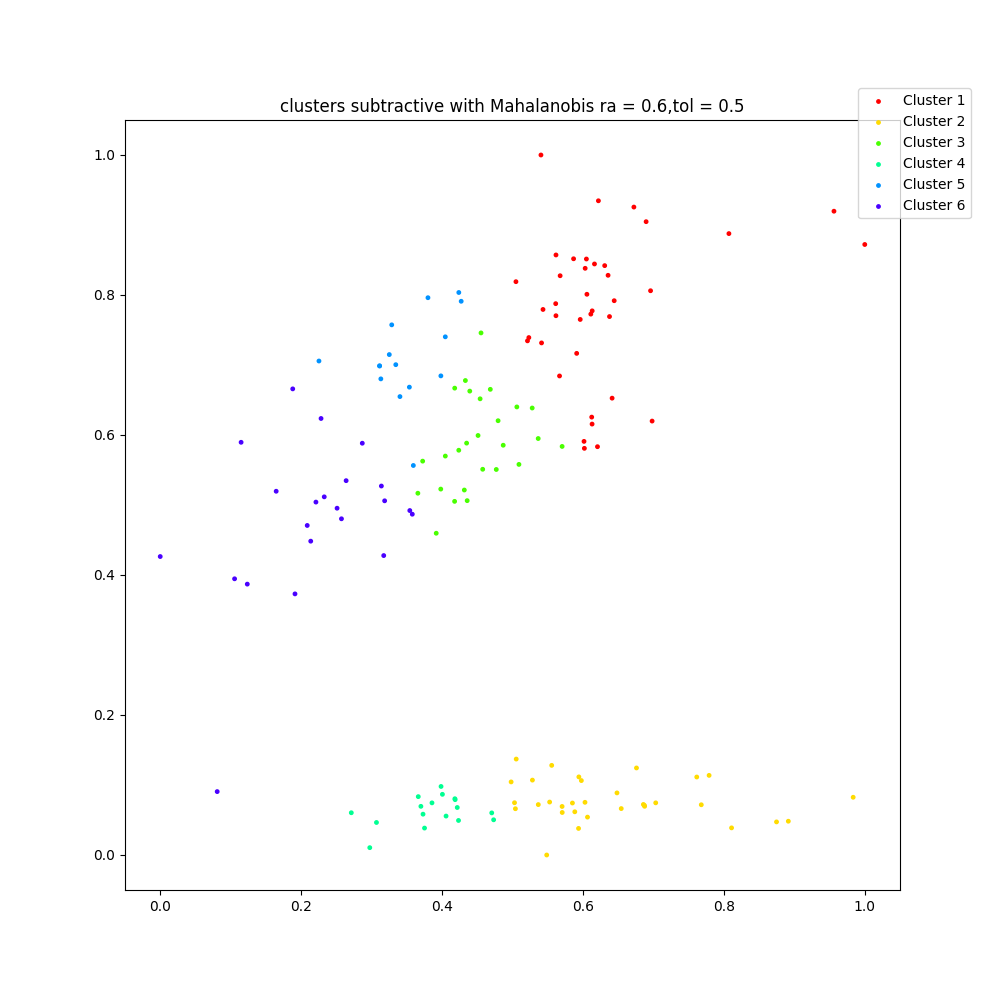 clusters subtractive with Mahalanobis ra = 0.6,tol = 0.5
Cluster 1
Cluster 2
Cluster 3
Cluster 4
Cluster 5
Cluster 6
1.0
0.8
0.6
0.4
0.2
0.0
0.0 0.2 0.4 0.6 0.8 1.0